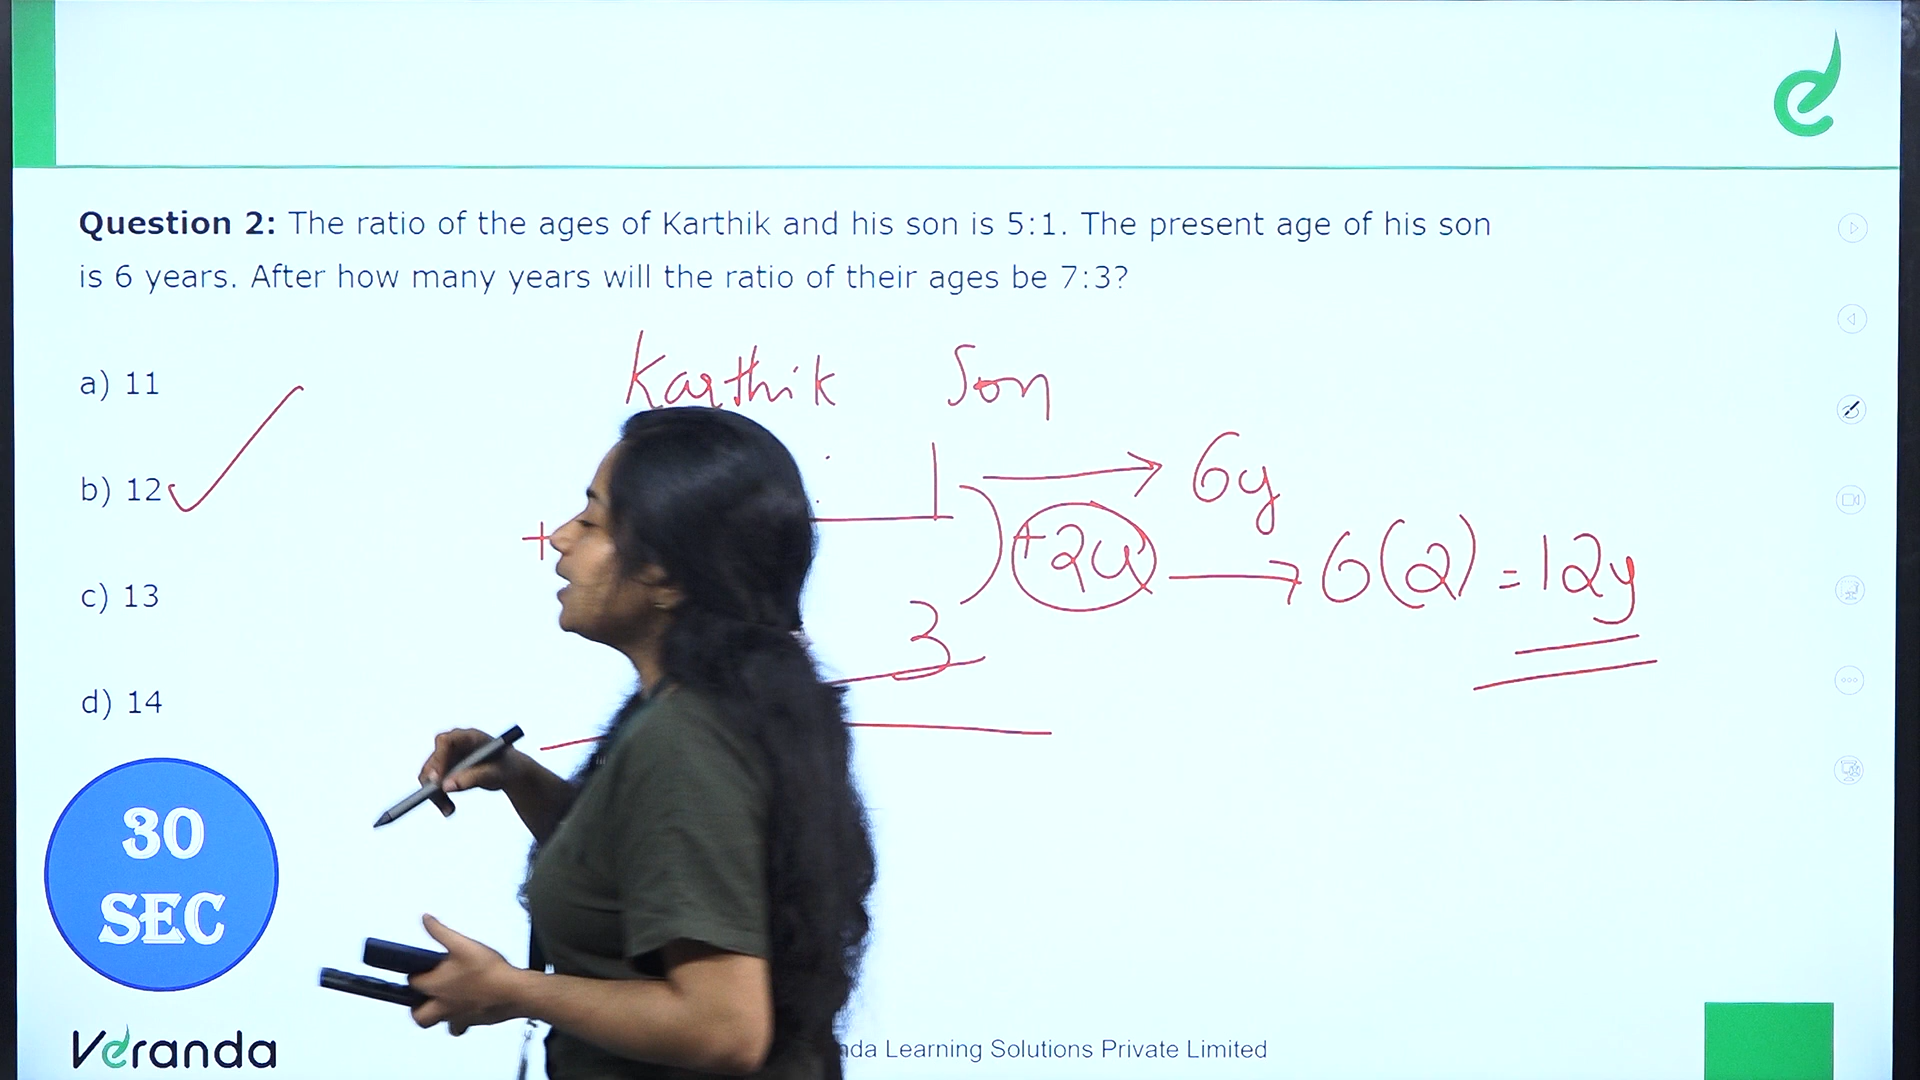 Question 2: The ratio of the ages of Karthik and his son is 5:1. The present age of his son
is 6 years. After how many years will the ratio of their ages be 7:3?
Karthik Son
a) 11
: 1 → 6y
b) 12
+ +2u → 6(2) = 12y
c) 13
3
d) 14
30
SEC
Veranda
Learning Solutions Private Limited